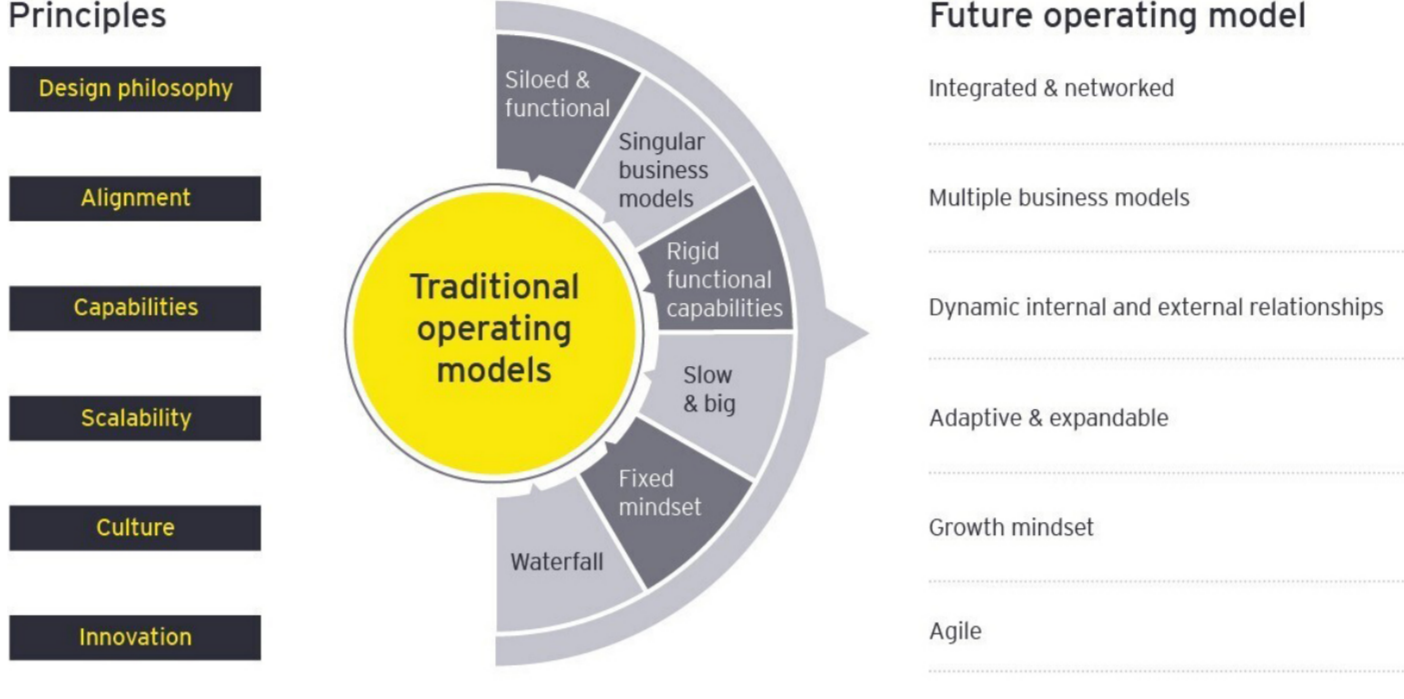 Principles
Design philosophy
Alignment
Capabilities
Scalability
Culture
Innovation
Traditional
operating
models
Siloed &
functional
Singular
business
models
Rigid
functional
capabilities
Slow
& big
Fixed
mindset
Waterfall
Future operating model
Integrated & networked
Multiple business models
Dynamic internal and external relationships
Adaptive & expandable
Growth mindset
Agile